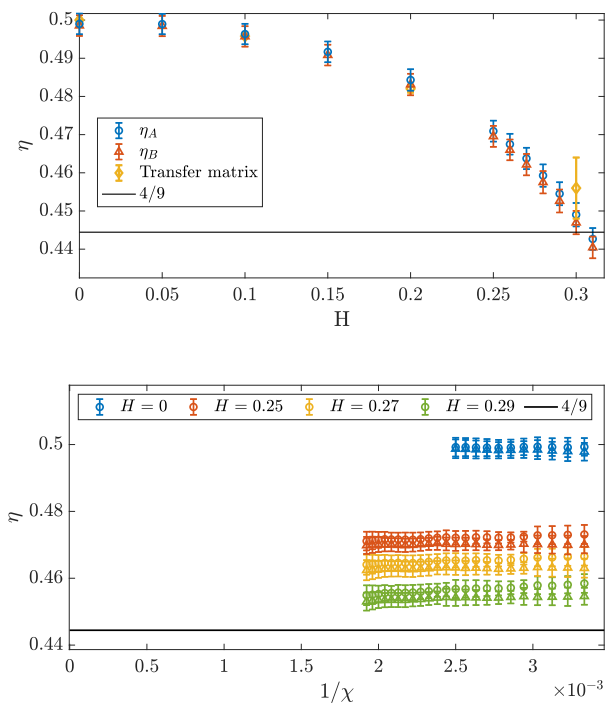 0.5
0.49
0.48
0.47
0.46
0.45
0.44
η
η_A
η_B
Transfer matrix
4/9
0 0.05 0.1 0.15 0.2 0.25 0.3
H
H = 0 H = 0.25 H = 0.27 H = 0.29 4/9
0.5
0.48
0.46
0.44
η
0 0.5 1 1.5 2 2.5 3
1/χ ×10⁻³